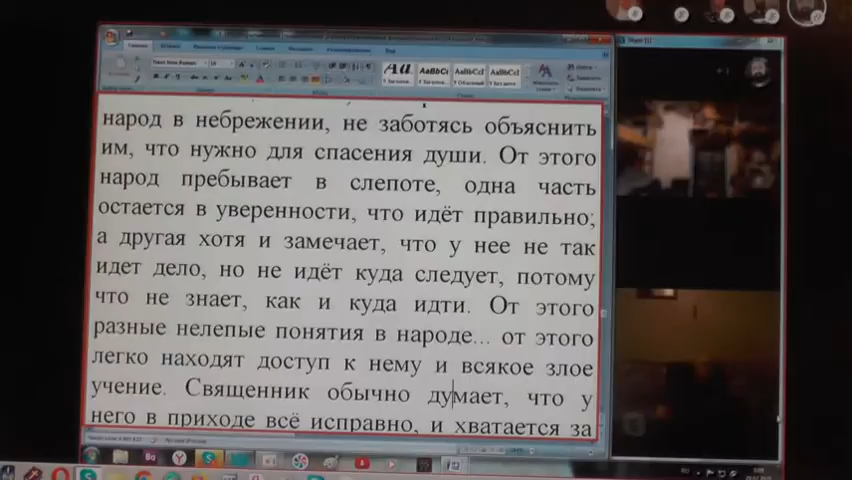 народ в небрежении, не заботясь объяснить
им, что нужно для спасения души. От этого
народ пребывает в слепоте, одна часть
остается в уверенности, что идёт правильно;
а другая хотя и замечает, что у нее не так
идет дело, но не идёт куда следует, потому
что не знает, как и куда идти. От этого
разные нелепые понятия в народе... от этого
легко находят доступ к нему и всякое злое
учение. Священник обычно думает, что у
него в приходе всё исправно, и хватается за